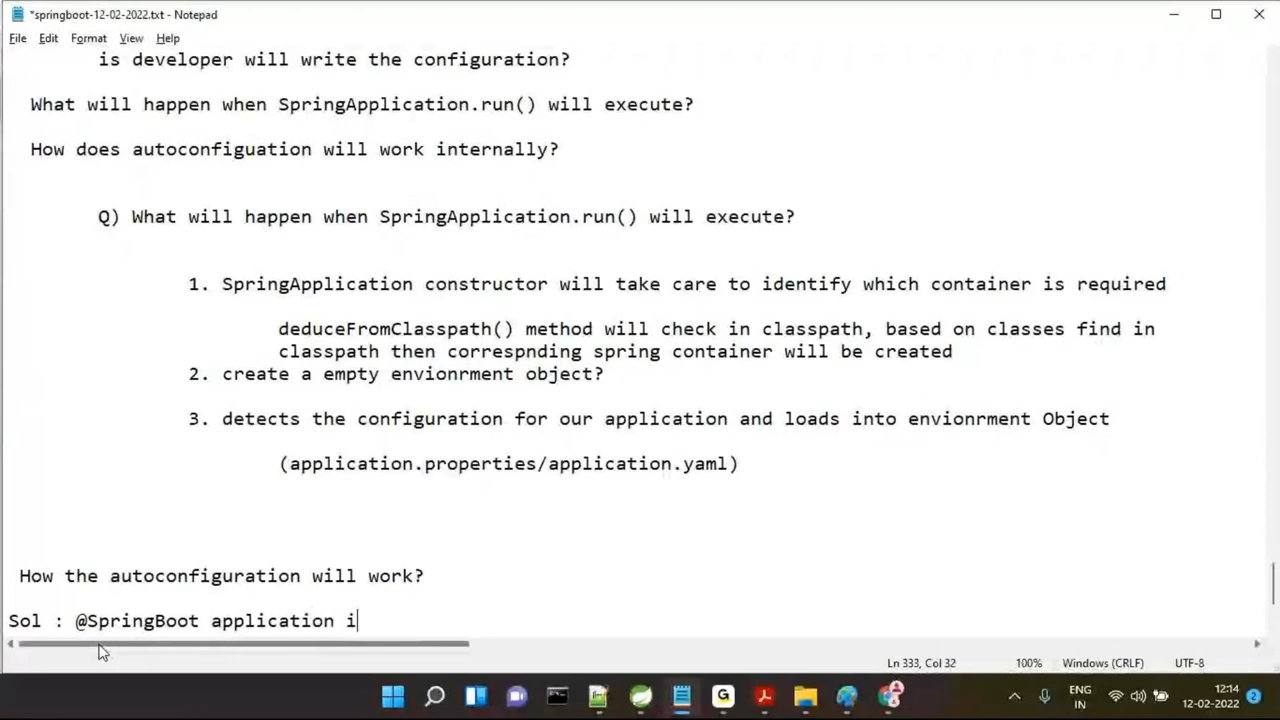 *springboot-12-02-2022.txt - Notepad
File Edit Format View Help
is developer will write the configuration?
What will happen when SpringApplication.run() will execute?
How does autoconfiguation will work internally?
Q) What will happen when SpringApplication.run() will execute?
1. SpringApplication constructor will take care to identify which container is required
deduceFromClasspath() method will check in classpath, based on classes find in
classpath then correspnding spring container will be created
2. create a empty envionrment object?
3. detects the configuration for our application and loads into envionrment Object
(application.properties/application.yaml)
How the autoconfiguration will work?
Sol : @SpringBoot application i
Ln 333, Col 32 100% Windows (CRLF) UTF-8
ENG
IN
12:14
12-02-2022
2